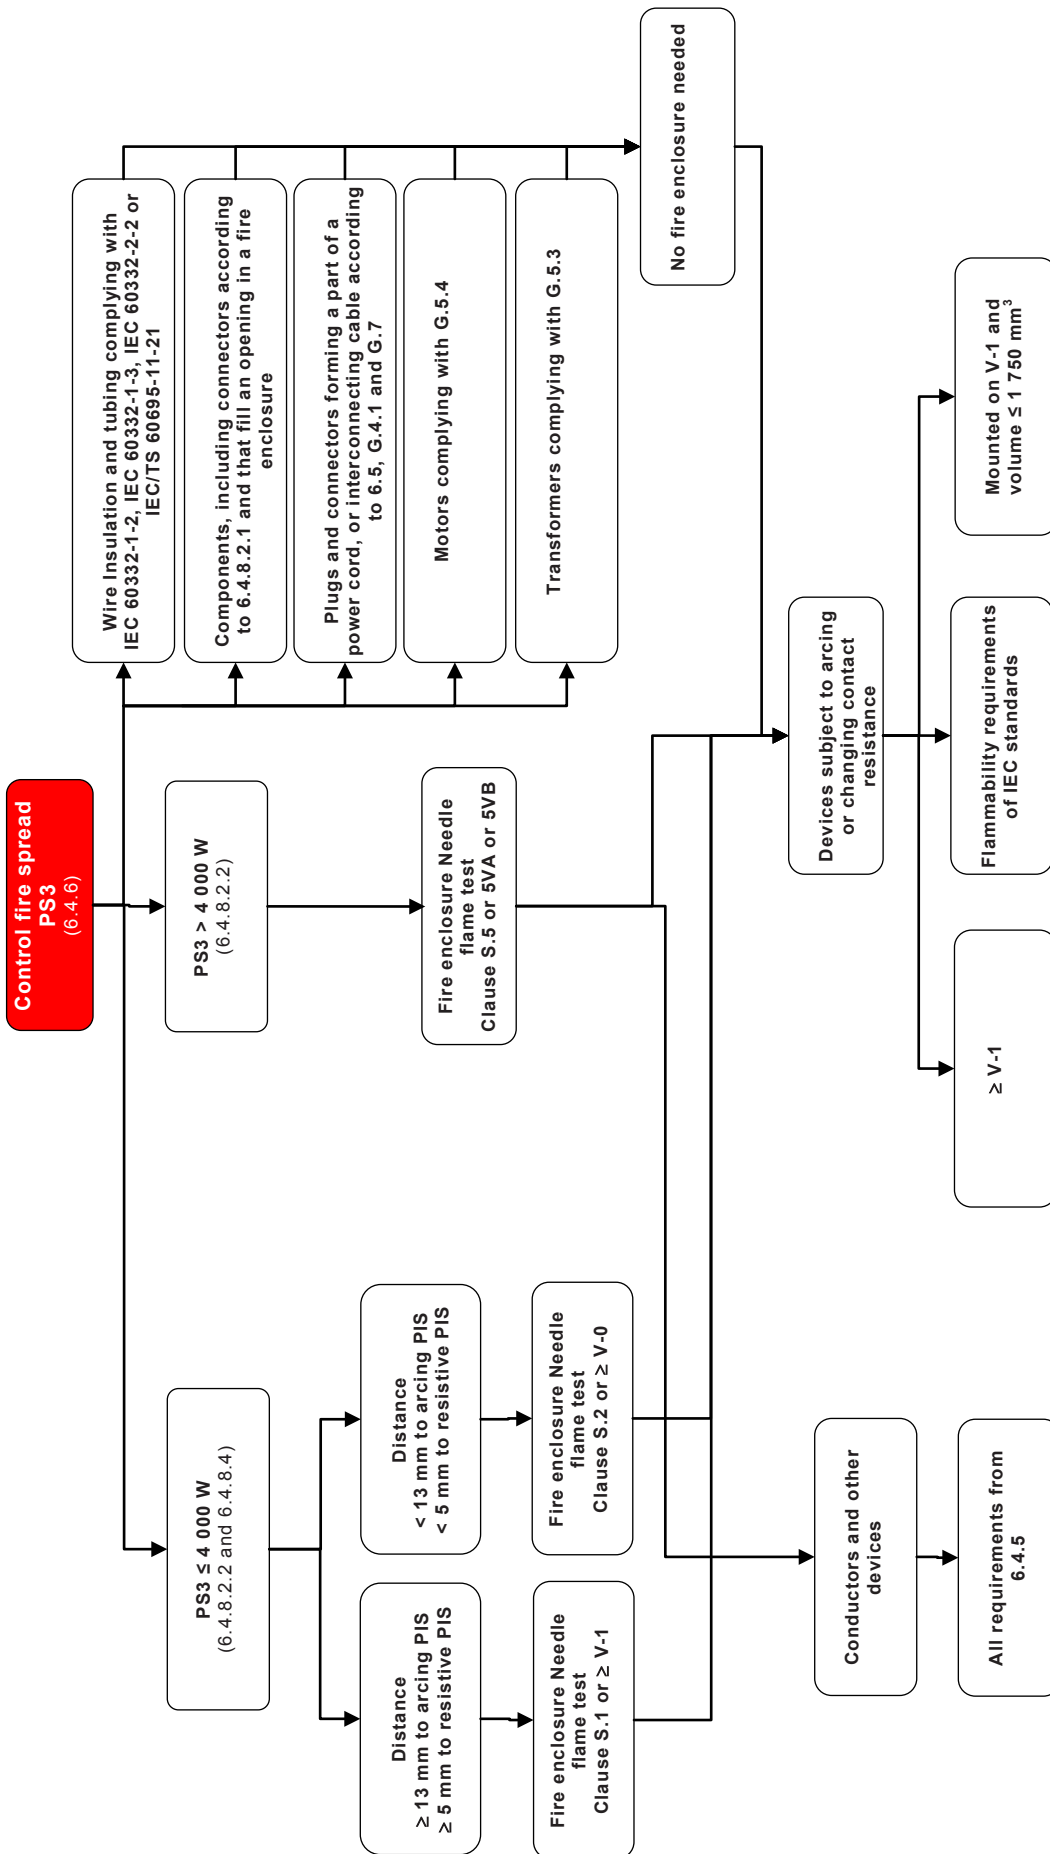 Control fire spread
PS3
(6.4.6)
PS3 ≤ 4 000 W
(6.4.8.2.2 and 6.4.8.4)
PS3 > 4 000 W
(6.4.8.2.2)
Wire Insulation and tubing complying with
IEC 60332-1-2, IEC 60332-1-3, IEC 60332-2-2 or
IEC/TS 60695-11-21
Components, including connectors according
to 6.4.8.2.1 and that fill an opening in a fire
enclosure
Plugs and connectors forming a part of a
power cord, or interconnecting cable according
to 6.5, G.4.1 and G.7
Motors complying with G.5.4
Transformers complying with G.5.3
Distance
≥ 13 mm to arcing PIS
≥ 5 mm to resistive PIS
Distance
< 13 mm to arcing PIS
< 5 mm to resistive PIS
Fire enclosure Needle
flame test
Clause S.5 or 5VA or 5VB
Fire enclosure Needle
flame test
Clause S.1 or ≥ V-1
Fire enclosure Needle
flame test
Clause S.2 or ≥ V-0
No fire enclosure needed
Conductors and other
devices
Devices subject to arcing
or changing contact
resistance
All requirements from
6.4.5
≥ V-1
Flammability requirements
of IEC standards
Mounted on V-1 and
volume ≤ 1 750 mm³